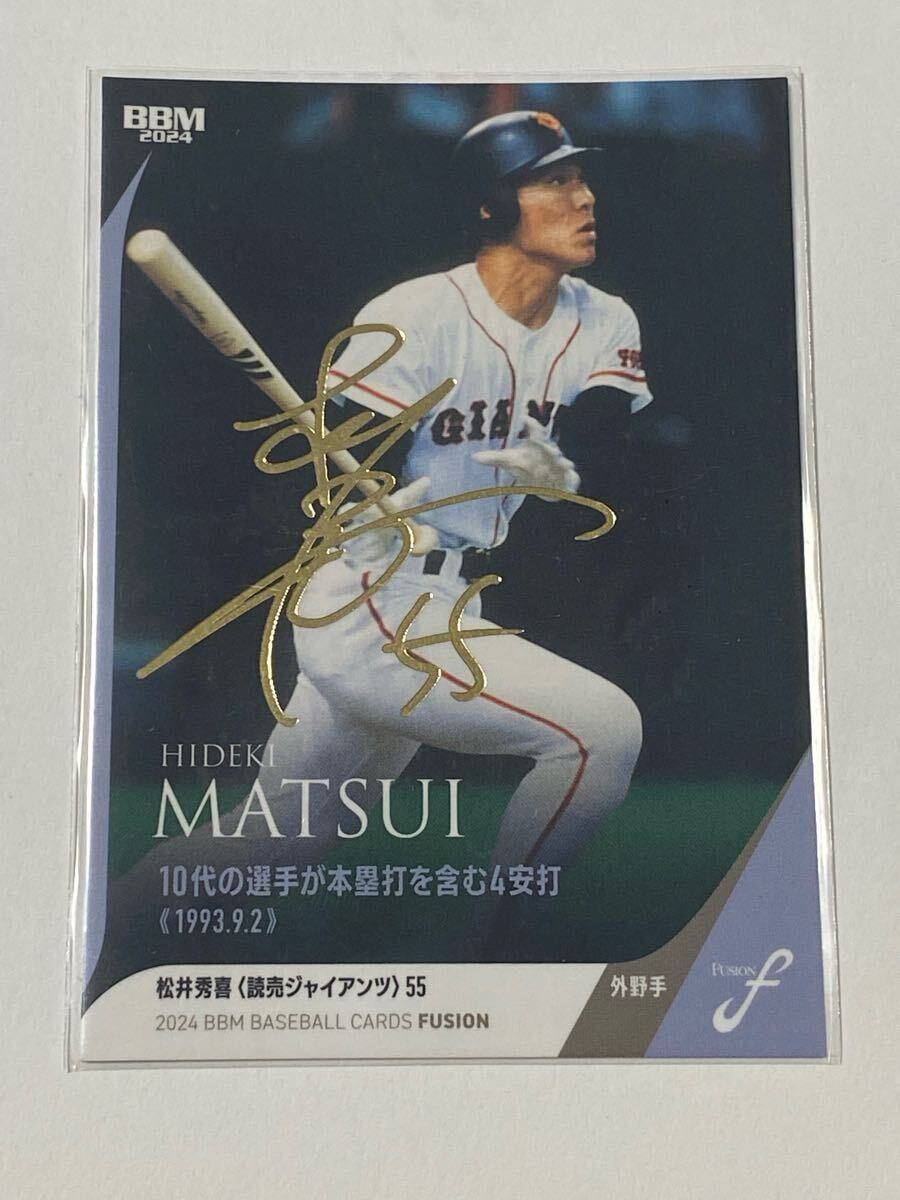 BBM
2024
GIAN
HIDEKI
MATSUI
10代の選手が本塁打を含む4安打
《1993.9.2》
松井秀喜〈読売ジャイアンツ〉55
2024 BBM BASEBALL CARDS FUSION
外野手
FUSION
f
55